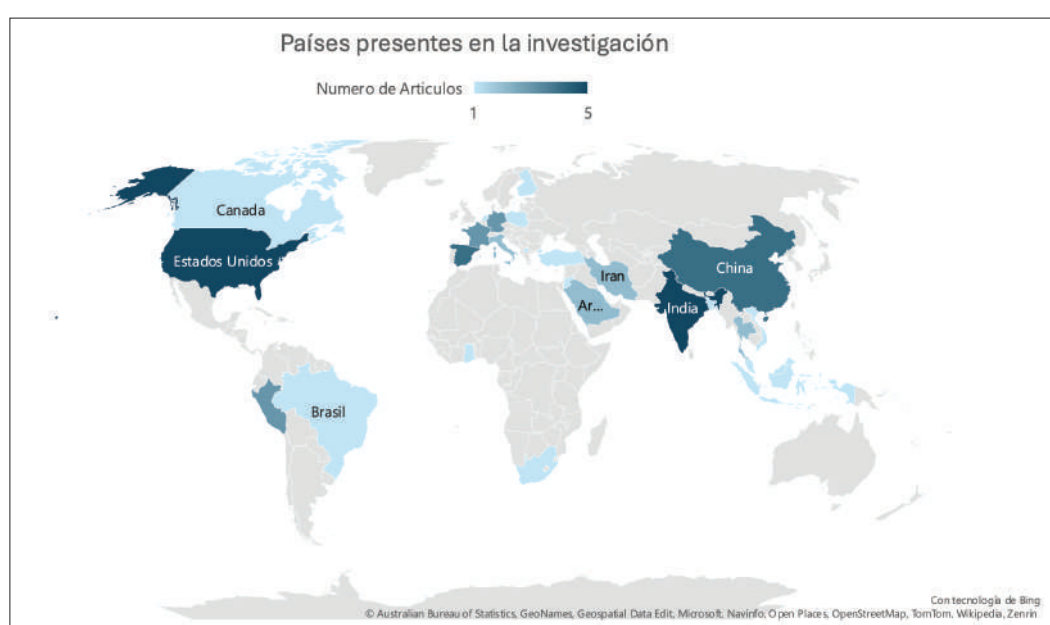 Países presentes en la investigación
Numero de Articulos
1 5
Canada
Estados Unidos (
Iran
China
Ar...
India
Brasil
Con tecnología de Bing
© Australian Bureau of Statistics, GeoNames, Geospatial Data Edit, Microsoft, Navinfo, Open Places, OpenStreetMap, TomTom, Wikipedia, Zenrin